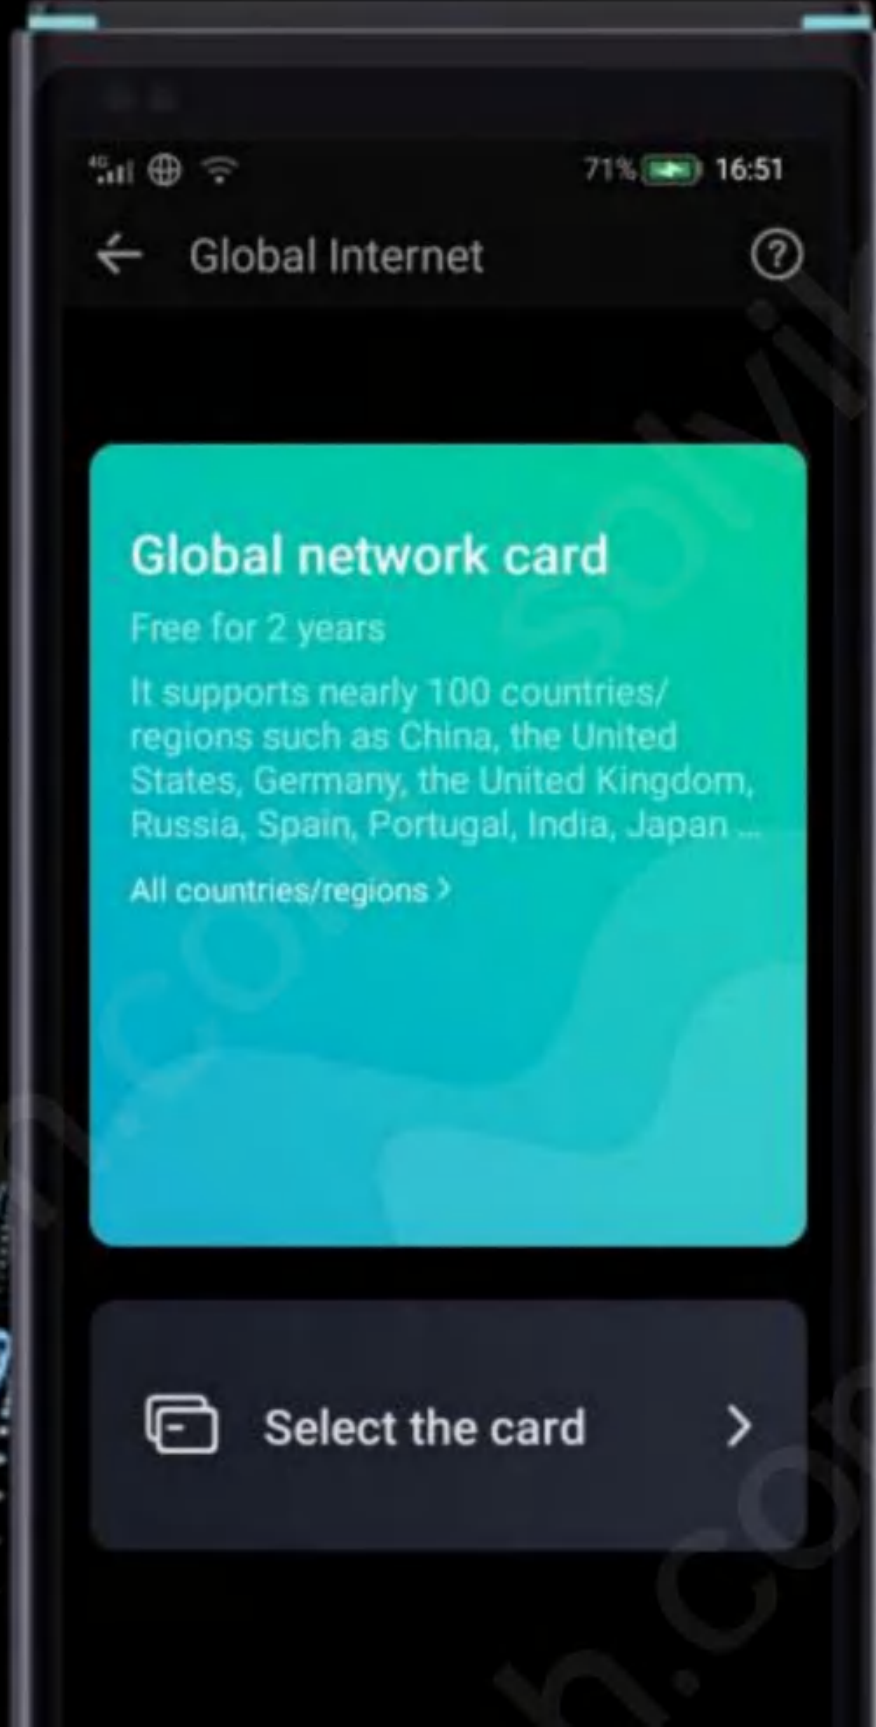 4G
71% 16:51
Global Internet
Global network card
Free for 2 years
It supports nearly 100 countries/
regions such as China, the United
States, Germany, the United Kingdom,
Russia, Spain, Portugal, India, Japan ...
All countries/regions >
Select the card